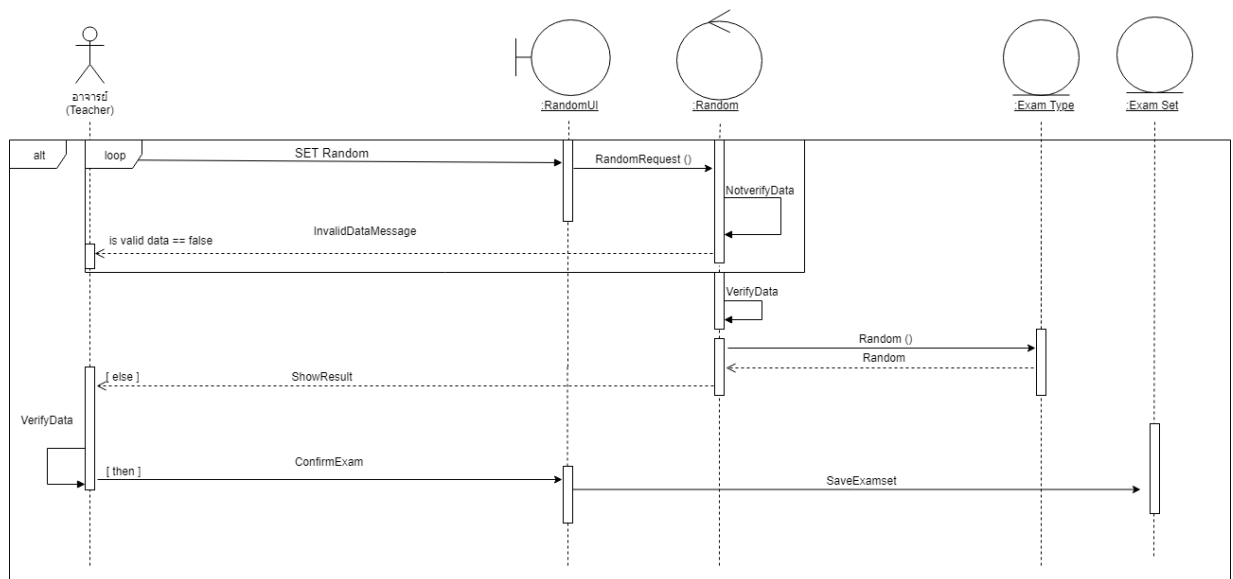 อาจารย์
(Teacher)
:RandomUI
:Random
:Exam Type
:Exam Set
alt
loop
SET Random
RandomRequest ()
NotverifyData
InvalidDataMessage
is valid data == false
VerifyData
Random ()
Random
[ else ]
ShowResult
VerifyData
[ then ]
ConfirmExam
SaveExamset